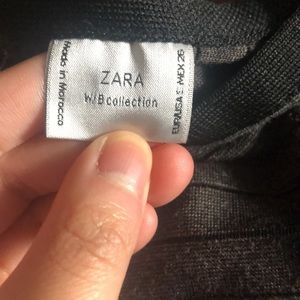 Made in Morocco
ZARA
W/B collection
EUR/USA S MEX 26